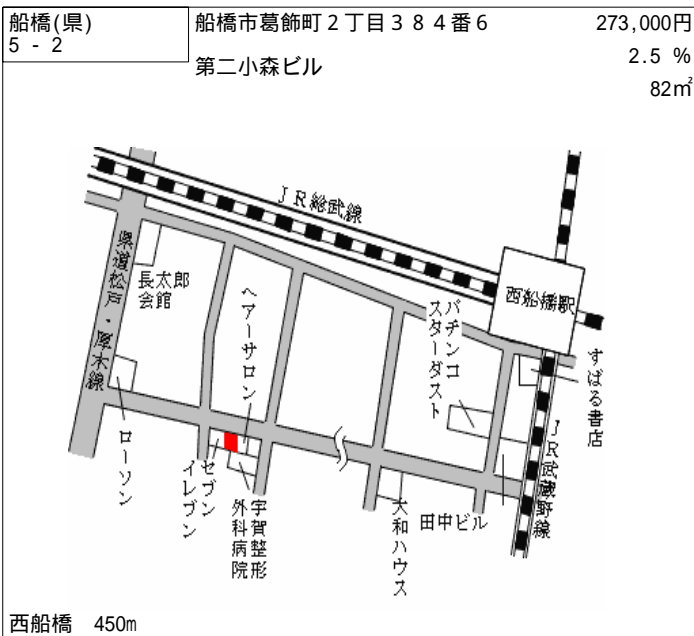 船橋(県)
5 - 2
船橋市葛飾町２丁目３８４番６
273,000円
第二小森ビル
2.5 %
82㎡
ＪＲ総武線
県道松戸・厚木線
長太郎
会館
ヘアーサロン
パチンコ
スターダスト
西船橋駅
すばる書店
ローソン
セブン
イレブン
宇賀整形
外科病院
大和ハウス
田中ビル
ＪＲ武蔵野線
西船橋　450m